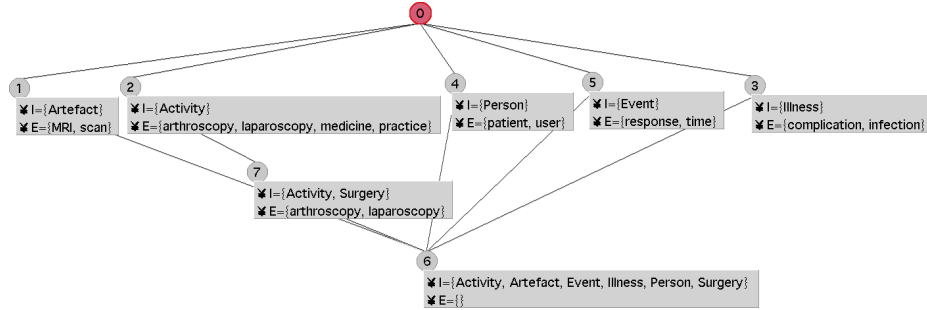 0
1
¥ I={Artefact}
¥ E={MRI, scan}
2
¥ I={Activity}
¥ E={arthroscopy, laparoscopy, medicine, practice}
4
¥ I={Person}
¥ E={patient, user}
5
¥ I={Event}
¥ E={response, time}
3
¥ I={Illness}
¥ E={complication, infection}
7
¥ I={Activity, Surgery}
¥ E={arthroscopy, laparoscopy}
6
¥ I={Activity, Artefact, Event, Illness, Person, Surgery}
¥ E={}